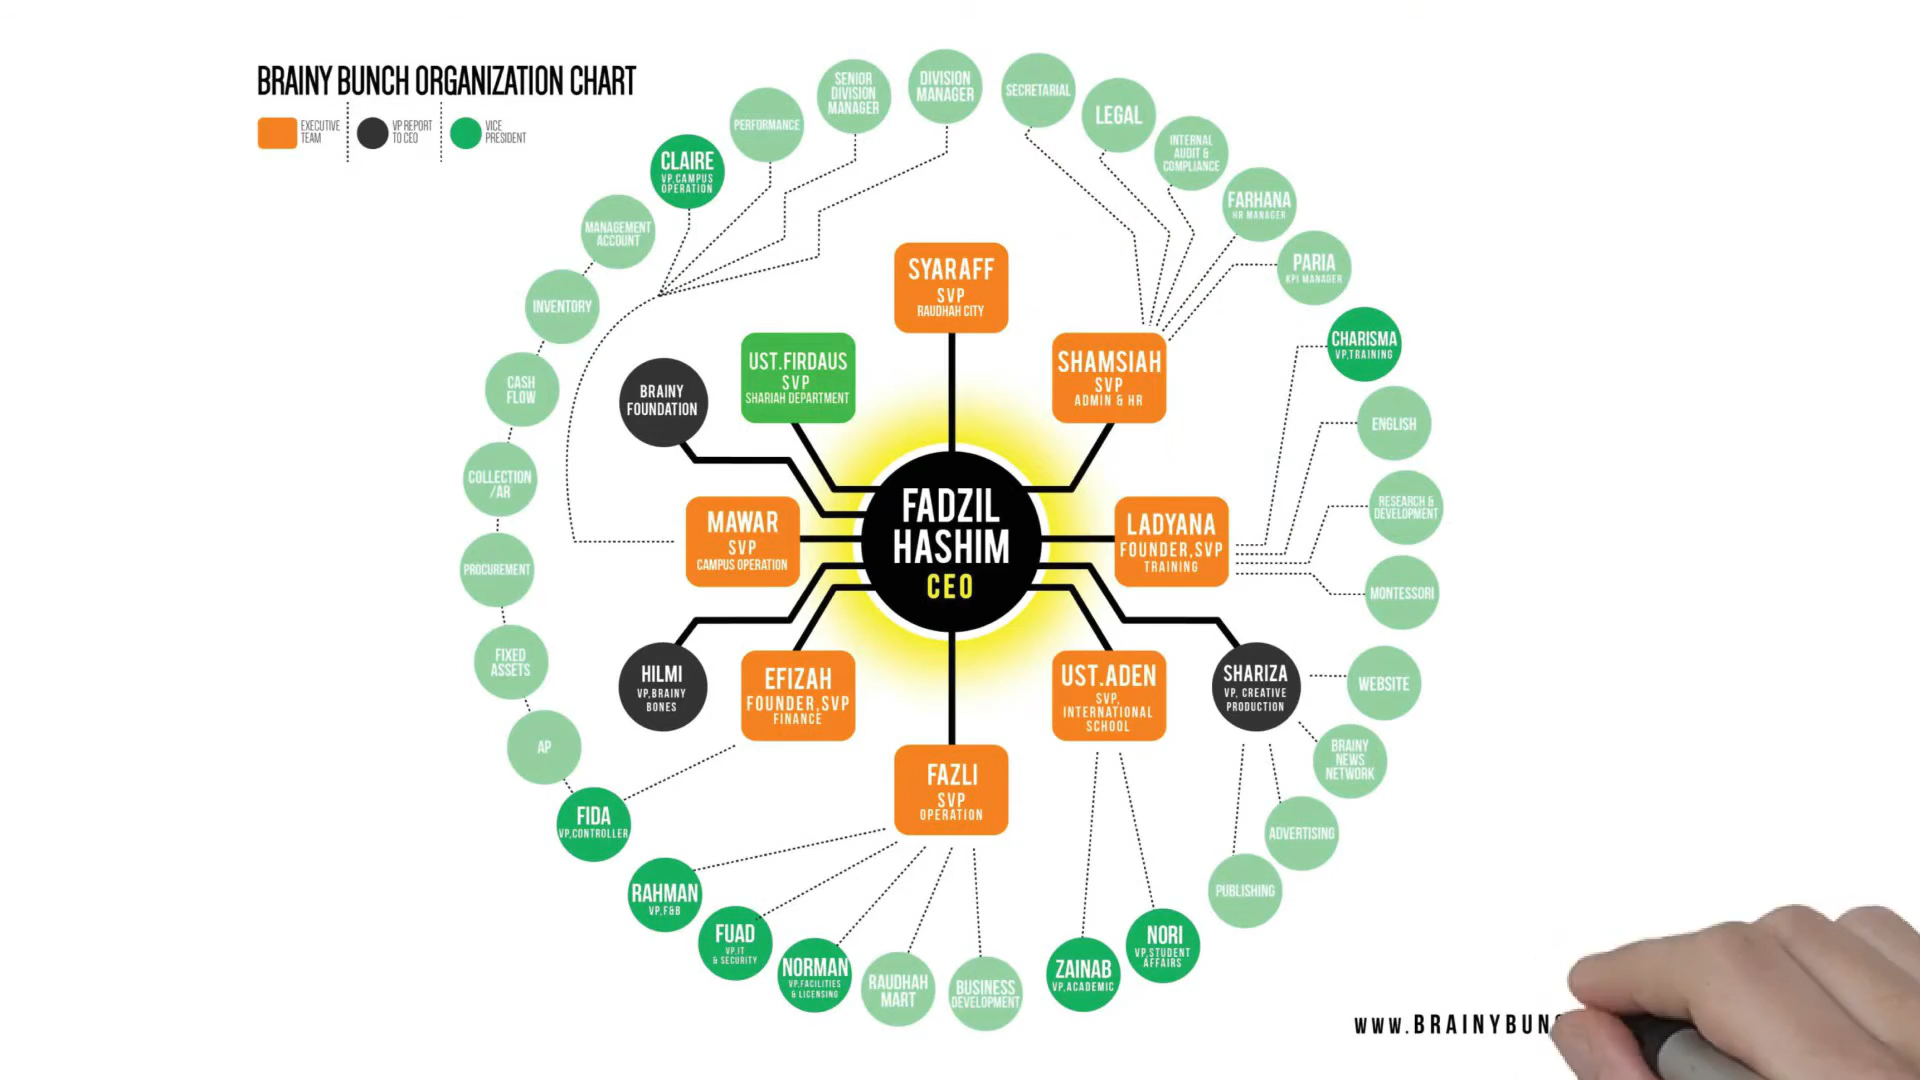 BRAINY BUNCH ORGANIZATION CHART
EXECUTIVE
TEAM
VP REPORT
TO CEO
VICE
PRESIDENT
DIVISION
MANAGER
SENIOR
DIVISION
MANAGER
PERFORMANCE
CLAIRE
VP,CAMPUS
OPERATION
MANAGEMENT
ACCOUNT
INVENTORY
CASH
FLOW
COLLECTION
/AR
PROCUREMENT
FIXED
ASSETS
AP
FIDA
VP,CONTROLLER
SECRETARIAL
LEGAL
INTERNAL
AUDIT &
COMPLIANCE
FARHANA
HR MANAGER
PARIA
KPI MANAGER
CHARISMA
VP,TRAINING
ENGLISH
RESEARCH &
DEVELOPMENT
MONTESSORI
WEBSITE
BRAINY
NEWS
NETWORK
ADVERTISING
PUBLISHING
SYARAFF
SVP
RAUDHAH CITY
UST.FIRDAUS
SVP
SHARIAH DEPARTMENT
SHAMSIAH
SVP
ADMIN & HR
BRAINY
FOUNDATION
MAWAR
SVP
CAMPUS OPERATION
FADZIL
HASHIM
CEO
LADYANA
FOUNDER,SVP
TRAINING
HILMI
VP,BRAINY
BONES
EFIZAH
FOUNDER,SVP
FINANCE
UST.ADEN
SVP,
INTERNATIONAL
SCHOOL
SHARIZA
VP, CREATIVE
PRODUCTION
FAZLI
SVP
OPERATION
RAHMAN
VP,F&B
FUAD
VP,IT
& SECURITY
NORMAN
VP,FACILITIES
& LICENSING
RAUDHAH
MART
BUSINESS
DEVELOPMENT
ZAINAB
VP,ACADEMIC
NORI
VP,STUDENT
AFFAIRS
www.BRAINYBUN